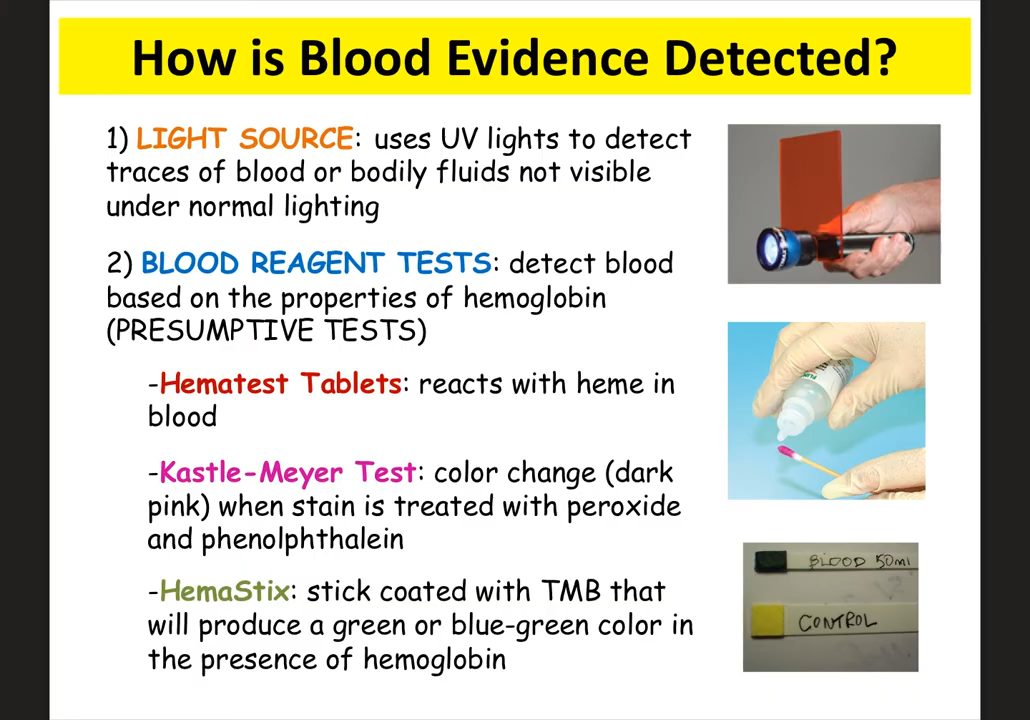 How is Blood Evidence Detected?
1) LIGHT SOURCE: uses UV lights to detect
traces of blood or bodily fluids not visible
under normal lighting
2) BLOOD REAGENT TESTS: detect blood
based on the properties of hemoglobin
(PRESUMPTIVE TESTS)
-Hematest Tablets: reacts with heme in
blood
-Kastle-Meyer Test: color change (dark
pink) when stain is treated with peroxide
and phenolphthalein
-HemaStix: stick coated with TMB that
will produce a green or blue-green color in
the presence of hemoglobin
BLOOD 50ml
CONTROL